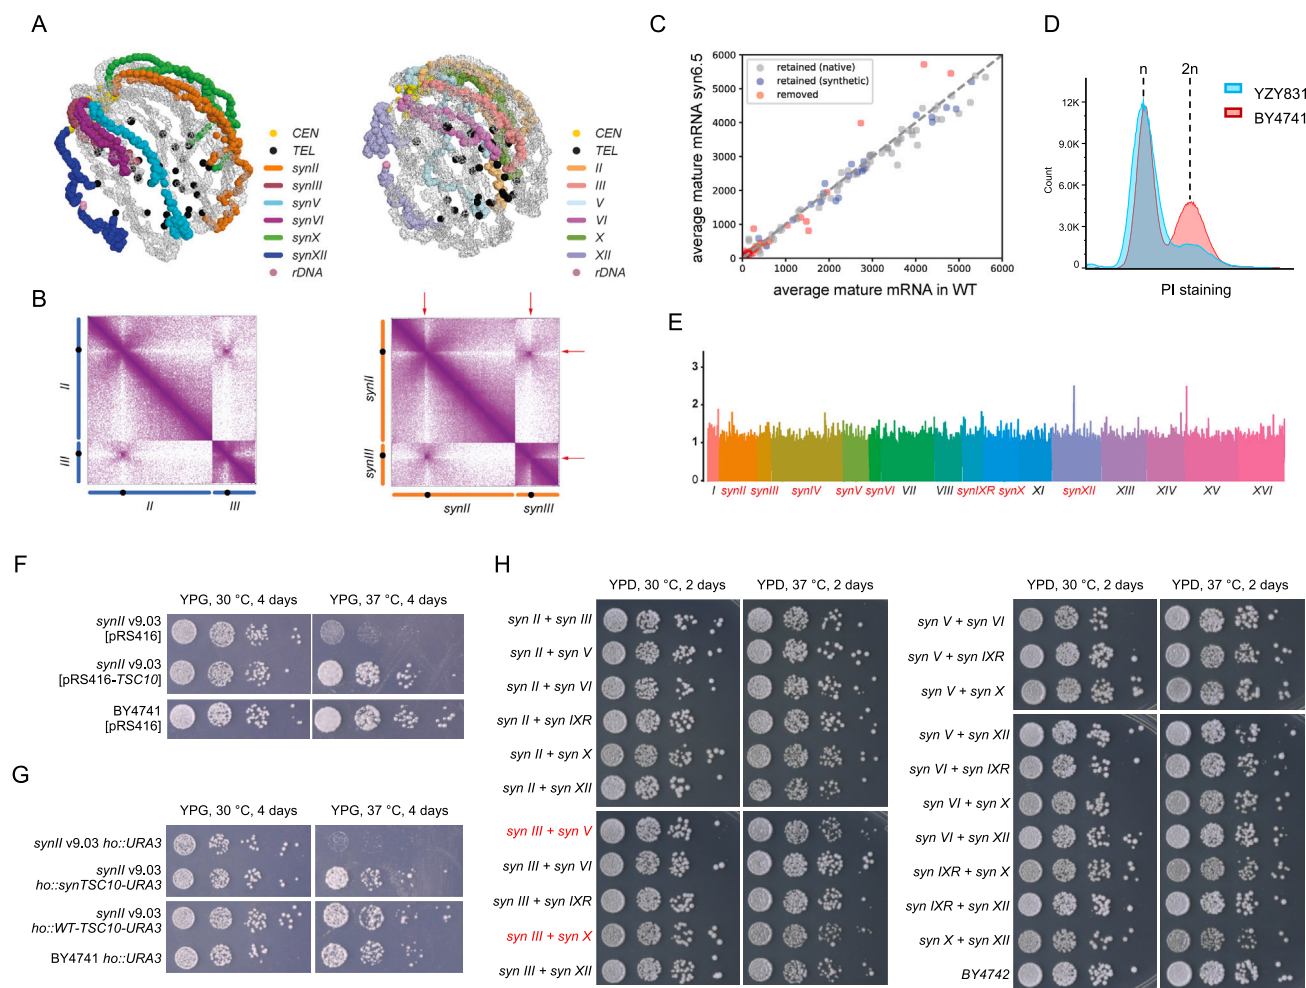 A
CEN
TEL
synII
synIII
synV
synVI
synX
synXII
rDNA
CEN
TEL
II
III
V
VI
X
XII
rDNA
B
II
III
II
III
synII
synIII
synII
synIII
C
average mature mRNA syn6.5
6000
5000
4000
3000
2000
1000
0
retained (native)
retained (synthetic)
removed
0 1000 2000 3000 4000 5000 6000
average mature mRNA in WT
D
n 2n
YZY831
BY4741
Count
12K
9.0K
6.0K
3.0K
0
PI staining
E
3
2
1
0
I synII synIII synIV synV synVI VII VIII synIXR synX XI synXII XIII XIV XV XVI
F
YPG, 30 °C, 4 days YPG, 37 °C, 4 days
synII v9.03
[pRS416]
synII v9.03
[pRS416-TSC10]
BY4741
[pRS416]
G
YPG, 30 °C, 4 days YPG, 37 °C, 4 days
synII v9.03 ho::URA3
synII v9.03
ho::synTSC10-URA3
synII v9.03
ho::WT-TSC10-URA3
BY4741 ho::URA3
H
YPD, 30 °C, 2 days YPD, 37 °C, 2 days
syn II + syn III
syn II + syn V
syn II + syn VI
syn II + syn IXR
syn II + syn X
syn II + syn XII
syn III + syn V
syn III + syn VI
syn III + syn IXR
syn III + syn X
syn III + syn XII
YPD, 30 °C, 2 days YPD, 37 °C, 2 days
syn V + syn VI
syn V + syn IXR
syn V + syn X
syn V + syn XII
syn VI + syn IXR
syn VI + syn X
syn VI + syn XII
syn IXR + syn X
syn IXR + syn XII
syn X + syn XII
BY4742